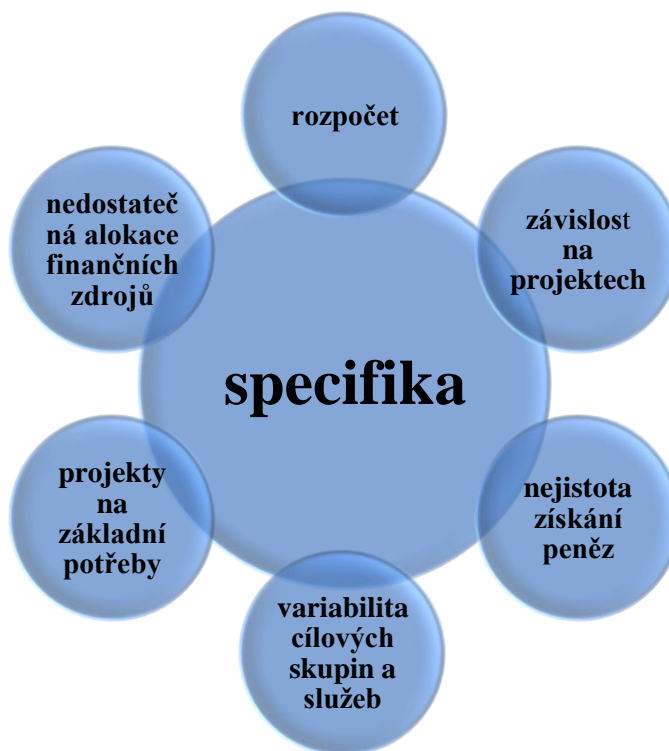 rozpočet
závislost
na
projektech
nejistota
získání
peněz
variabilita
cílových
skupin a
služeb
projekty
na
základní
potřeby
nedostateč
ná alokace
finančních
zdrojů
specifika